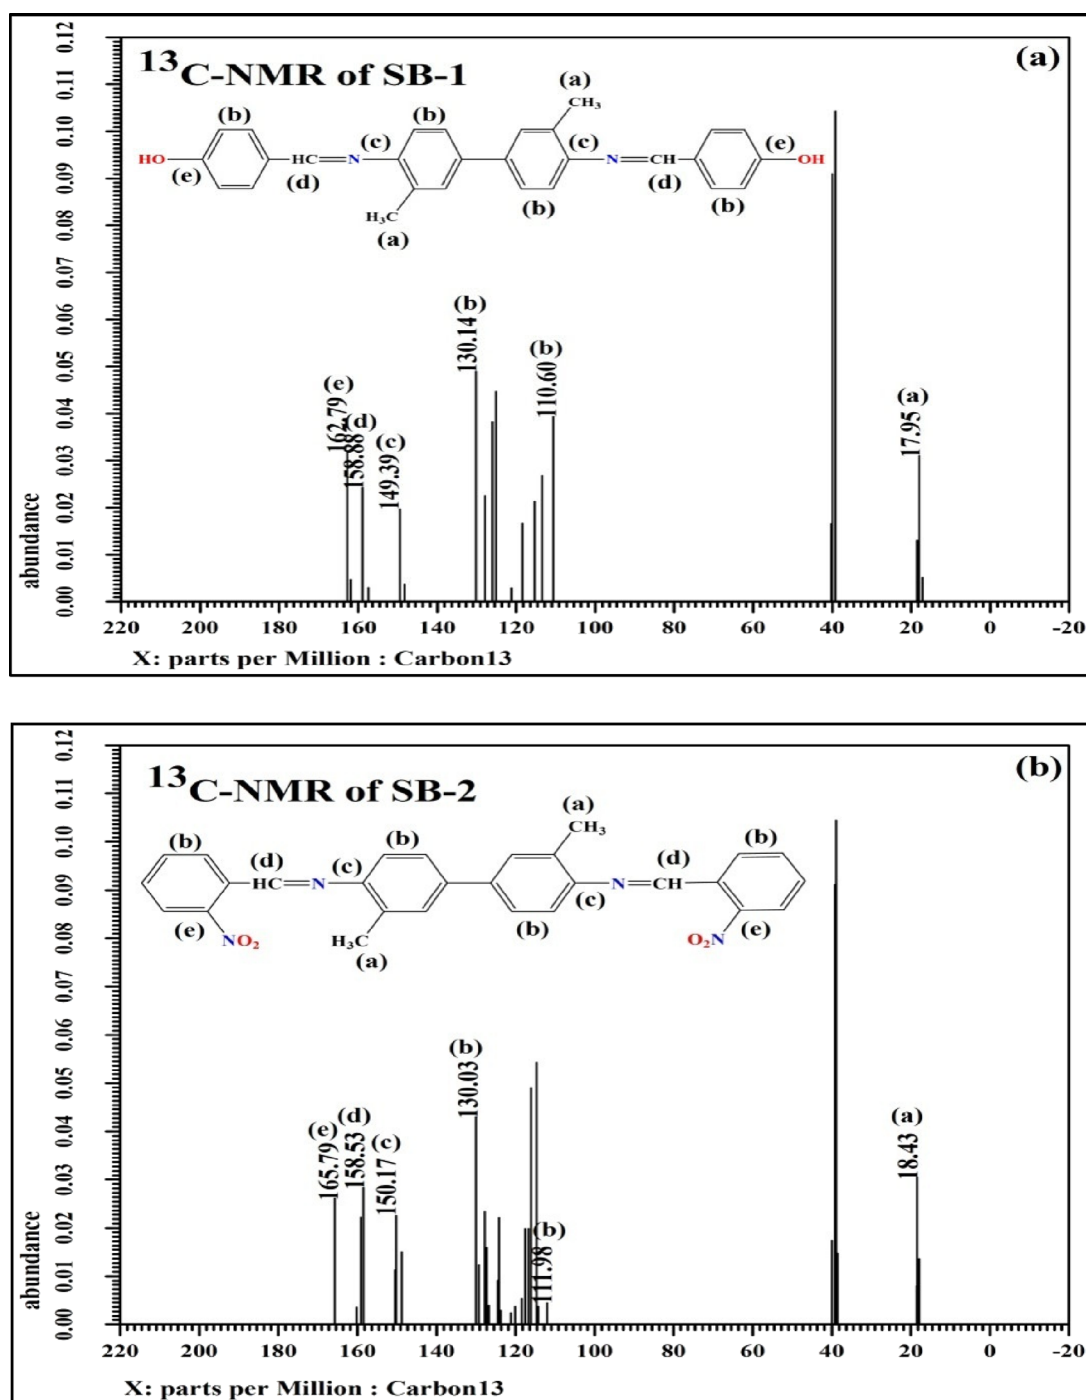 13C-NMR of SB-1
(a)
(a)
CH3
(b)
(b)
(c)
(c)
(e)
HO
HC
N
N
CH
OH
(e)
(d)
(d)
H3C
(b)
(b)
(a)
(b)
130.14
(b)
110.60
(e)
162.79
(d)
158.88
(c)
149.39
(a)
17.95
abundance
0.00 0.01 0.02 0.03 0.04 0.05 0.06 0.07 0.08 0.09 0.10 0.11 0.12
220 200 180 160 140 120 100 80 60 40 20 0 -20
X: parts per Million : Carbon13
13C-NMR of SB-2
(b)
(a)
CH3
(b)
(b)
(b)
(d)
(c)
(d)
HC
N
N
CH
(c)
(e)
NO2
H3C
(b)
O2N
(e)
(a)
(b)
130.03
(e)
165.79
(d)
158.53
(c)
150.17
(b)
111.98
(a)
18.43
abundance
0.00 0.01 0.02 0.03 0.04 0.05 0.06 0.07 0.08 0.09 0.10 0.11 0.12
220 200 180 160 140 120 100 80 60 40 20 0 -20
X: parts per Million : Carbon13